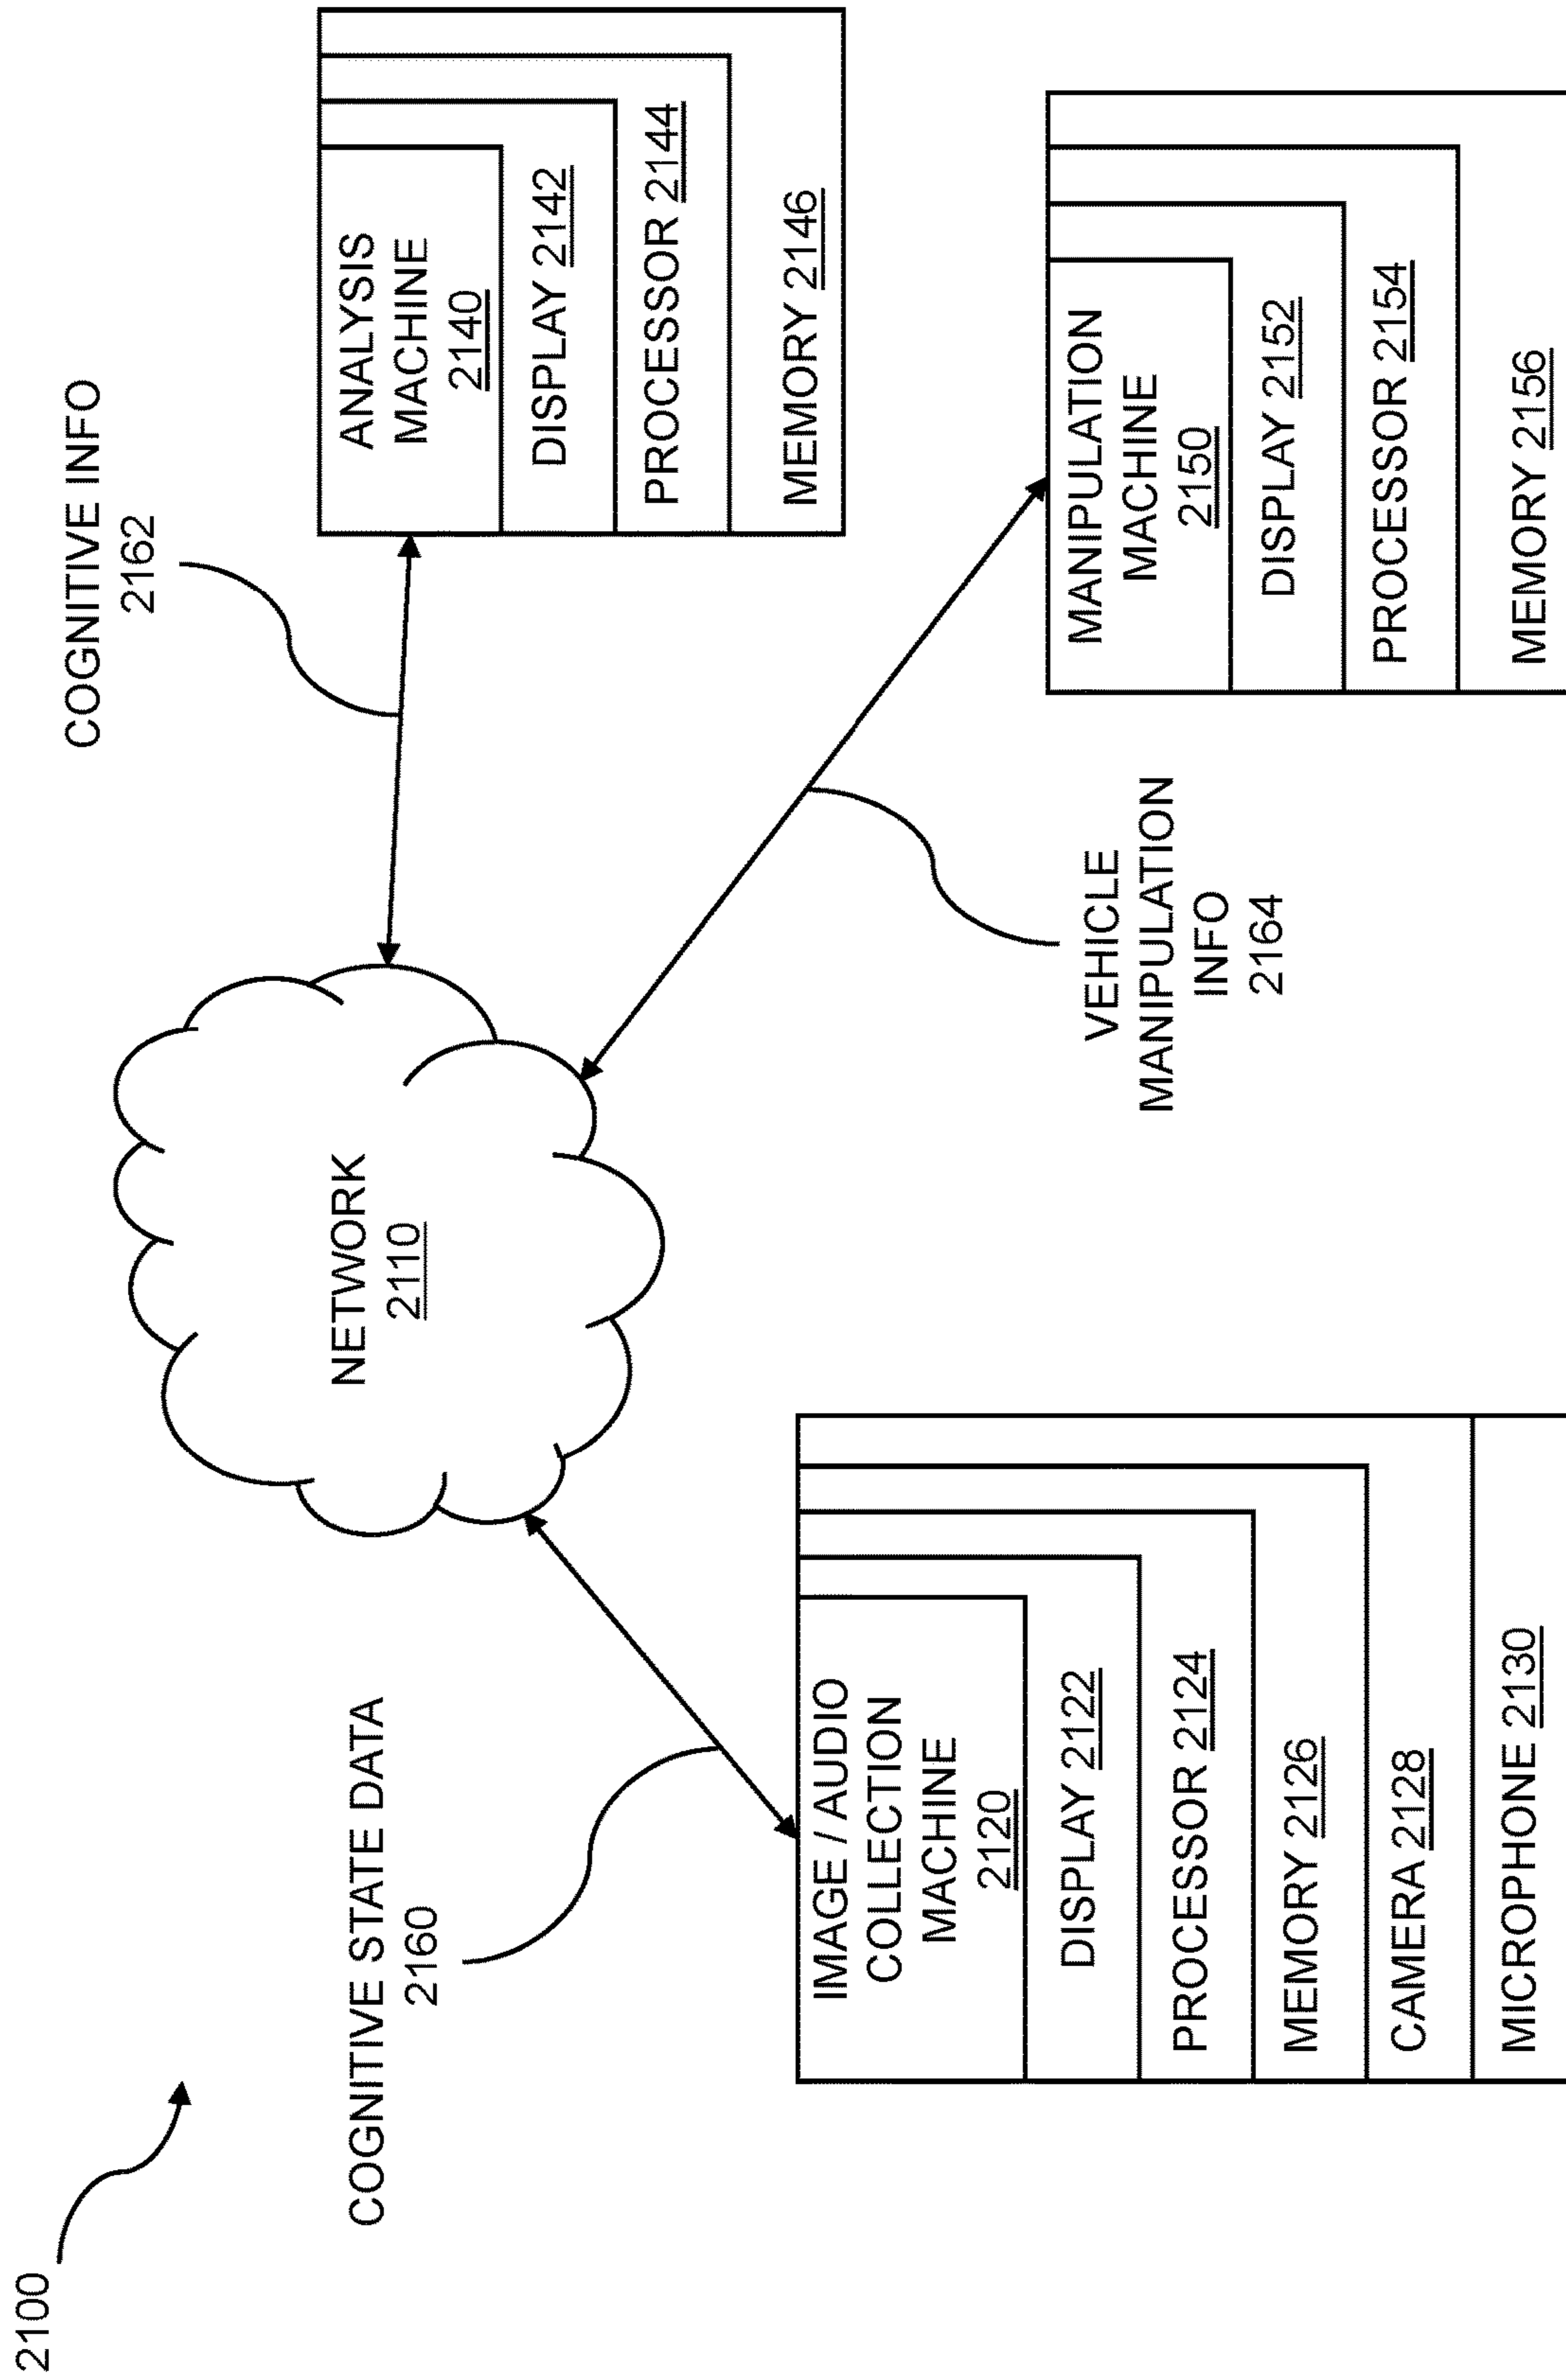 2100
NETWORK
2110
COGNITIVE STATE DATA
2160
IMAGE / AUDIO
COLLECTION
MACHINE
2120
DISPLAY 2122
PROCESSOR 2124
MEMORY 2126
CAMERA 2128
MICROPHONE 2130
COGNITIVE INFO
2162
ANALYSIS
MACHINE
2140
DISPLAY 2142
PROCESSOR 2144
MEMORY 2146
VEHICLE
MANIPULATION
INFO
2164
MANIPULATION
MACHINE
2150
DISPLAY 2152
PROCESSOR 2154
MEMORY 2156